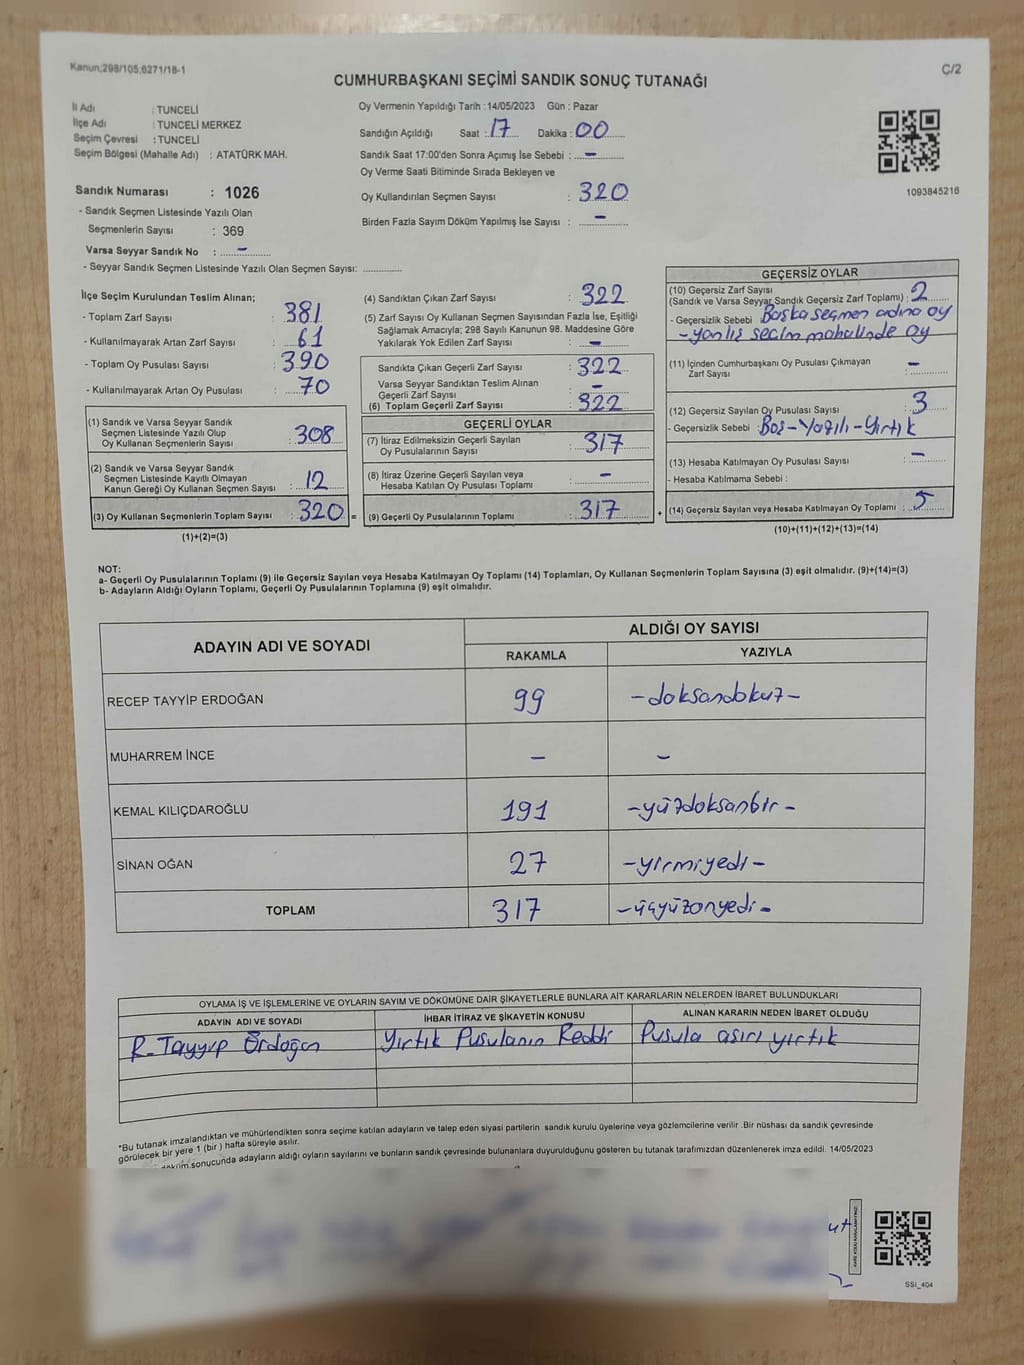 Kanun;298/105;6271/18-1
Ç/2
CUMHURBAŞKANI SEÇİMİ SANDIK SONUÇ TUTANAĞI
İl Adı : TUNCELİ
İlçe Adı : TUNCELİ MERKEZ
Seçim Çevresi : TUNCELİ
Seçim Bölgesi (Mahalle Adı) : ATATÜRK MAH.
Sandık Numarası : 1026
- Sandık Seçmen Listesinde Yazılı Olan
Seçmenlerin Sayısı : 369
Varsa Seyyar Sandık No : -
- Seyyar Sandık Seçmen Listesinde Yazılı Olan Seçmen Sayısı: ............
Oy Vermenin Yapıldığı Tarih :14/05/2023 Gün : Pazar
Sandığın Açıldığı Saat : 17 Dakika : 00
Sandık Saat 17:00'den Sonra Açımış İse Sebebi : -
Oy Verme Saati Bitiminde Sırada Bekleyen ve
Oy Kullandırılan Seçmen Sayısı : 320
Birden Fazla Sayım Döküm Yapılmış İse Sayısı : -
1093845216
İlçe Seçim Kurulundan Teslim Alınan;
- Toplam Zarf Sayısı : 381
- Kullanılmayarak Artan Zarf Sayısı : 61
- Toplam Oy Pusulası Sayısı : 390
- Kullanılmayarak Artan Oy Pusulası : 70
(1) Sandık ve Varsa Seyyar Sandık
Seçmen Listesinde Yazılı Olup
Oy Kullanan Seçmenlerin Sayısı : 308
(2) Sandık ve Varsa Seyyar Sandık
Seçmen Listesinde Kayıtlı Olmayan
Kanun Gereği Oy Kullanan Seçmen Sayısı : 12
(3) Oy Kullanan Seçmenlerin Toplam Sayısı : 320 =
(1)+(2)=(3)
(4) Sandıktan Çıkan Zarf Sayısı : 322
(5) Zarf Sayısı Oy Kullanan Seçmen Sayısından Fazla İse, Eşitliği
Sağlamak Amacıyla; 298 Sayılı Kanunun 98. Maddesine Göre
Yakılarak Yok Edilen Zarf Sayısı : -
Sandıkta Çıkan Geçerli Zarf Sayısı : 322
Varsa Seyyar Sandıktan Teslim Alınan
Geçerli Zarf Sayısı : -
(6) Toplam Geçerli Zarf Sayısı : 322
GEÇERLİ OYLAR
(7) İtiraz Edilmeksizin Geçerli Sayılan
Oy Pusulasının Sayısı : 317
(8) İtiraz Üzerine Geçerli Sayılan veya
Hesaba Katılan Oy Pusulası Toplamı : -
(9) Geçerli Oy Pusulalarının Toplamı : 317 +
GEÇERSİZ OYLAR
(10) Geçersiz Zarf Sayısı
(Sandık ve Varsa Seyyar Sandık Geçersiz Zarf Toplamı) : 2
- Geçersizlik Sebebi : Başka seçmen adına oy
- yanlış seçim mahalinde oy
(11) İçinden Cumhurbaşkanı Oy Pusulası Çıkmayan
Zarf Sayısı : -
(12) Geçersiz Sayılan Oy Pusulası Sayısı : 3
- Geçersizlik Sebebi : Boş-Yazılı-Yırtık
(13) Hesaba Katılmayan Oy Pusulası Sayısı : -
- Hesaba Katılmama Sebebi :
(14) Geçersiz Sayılan veya Hesaba Katılmayan Oy Toplamı : 5
(10)+(11)+(12)+(13)=(14)
NOT:
a- Geçerli Oy Pusulalarının Toplamı (9) ile Geçersiz Sayılan veya Hesaba Katılmayan Oy Toplamı (14) Toplamları, Oy Kullanan Seçmenlerin Toplam Sayısına (3) eşit olmalıdır. (9)+(14)=(3)
b- Adayların Aldığı Oyların Toplamı, Geçerli Oy Pusulalarının Toplamına (9) eşit olmalıdır.
ADAYIN ADI VE SOYADI
ALDIĞI OY SAYISI
RAKAMLA YAZIYLA
RECEP TAYYİP ERDOĞAN 99 -doksandokuz-
MUHARREM İNCE - -
KEMAL KILIÇDAROĞLU 191 -yüzdoksanbir-
SİNAN OĞAN 27 -yirmiyedi-
TOPLAM 317 -üçyüzonyedi-
OYLAMA İŞ VE İŞLEMLERİNE VE OYLARIN SAYIM VE DÖKÜMÜNE DAİR ŞİKAYETLERLE BUNLARA AİT KARARLARIN NELERDEN İBARET BULUNDUKLARI
ADAYIN ADI VE SOYADI İHBAR İTİRAZ VE ŞİKAYETİN KONUSU ALINAN KARARIN NEDEN İBARET OLDUĞU
R-Tayyip Erdoğan Yırtık Pusulanın Reddi Pusula aşırı yırtık
*Bu tutanak imzalandıktan ve mühürlendikten sonra seçime katılan adayların ve talep eden siyasi partilerin sandık kurulu üyelerine veya gözlemcilerine verilir .Bir nüshası da sandık çevresinde
görülecek bir yere 1 (bir ) hafta süreyle asılır.
sonucunda adayların aldığı oyların sayılarını ve bunların sandık çevresinde bulunanlara duyurulduğunu gösteren bu tutanak tarafımızdan düzenlenerek imza edildi. 14/05/2023
SSİ_404